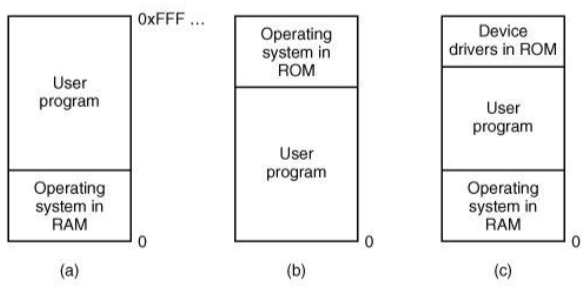 0xFFF ...
User
program
Operating
system in
RAM
0
(a)
Operating
system in
ROM
User
program
0
(b)
Device
drivers in ROM
User
program
Operating
system in
RAM
0
(c)